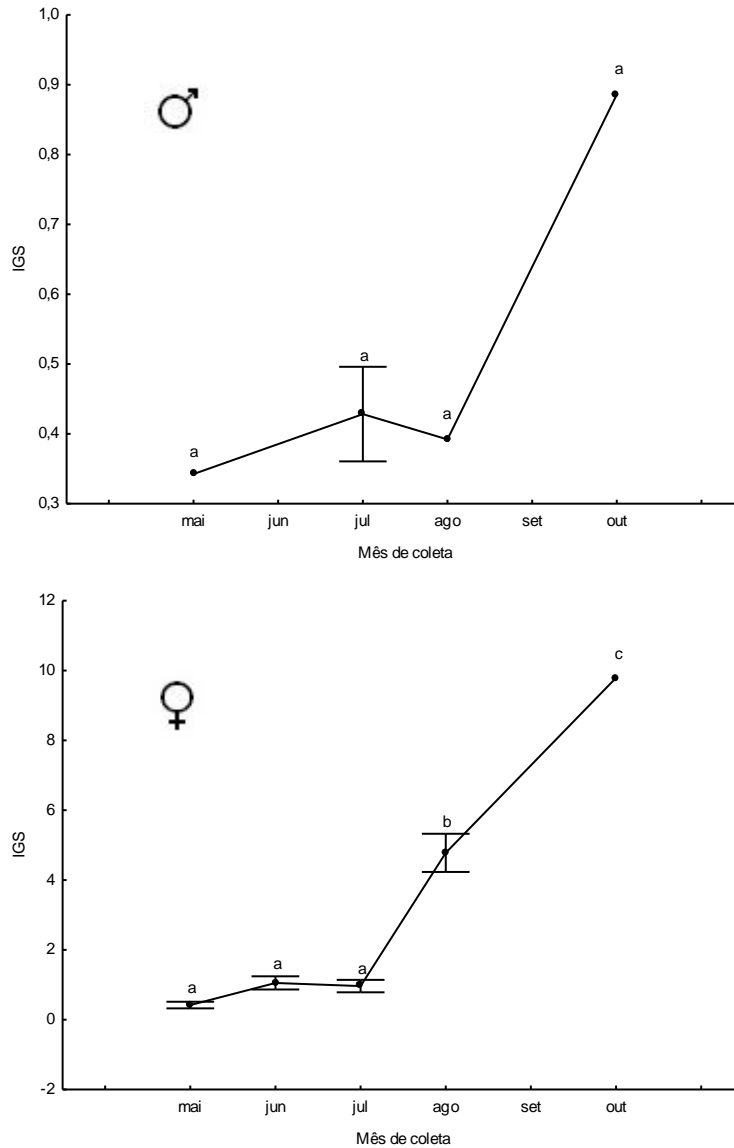 1,0
0,9
0,8
0,7
0,6
0,5
0,4
0,3
IGS
a
a
a
a
mai jun jul ago set out
Mês de coleta
12
10
8
6
4
2
0
-2
IGS
a
a
a
b
c
mai jun jul ago set out
Mês de coleta